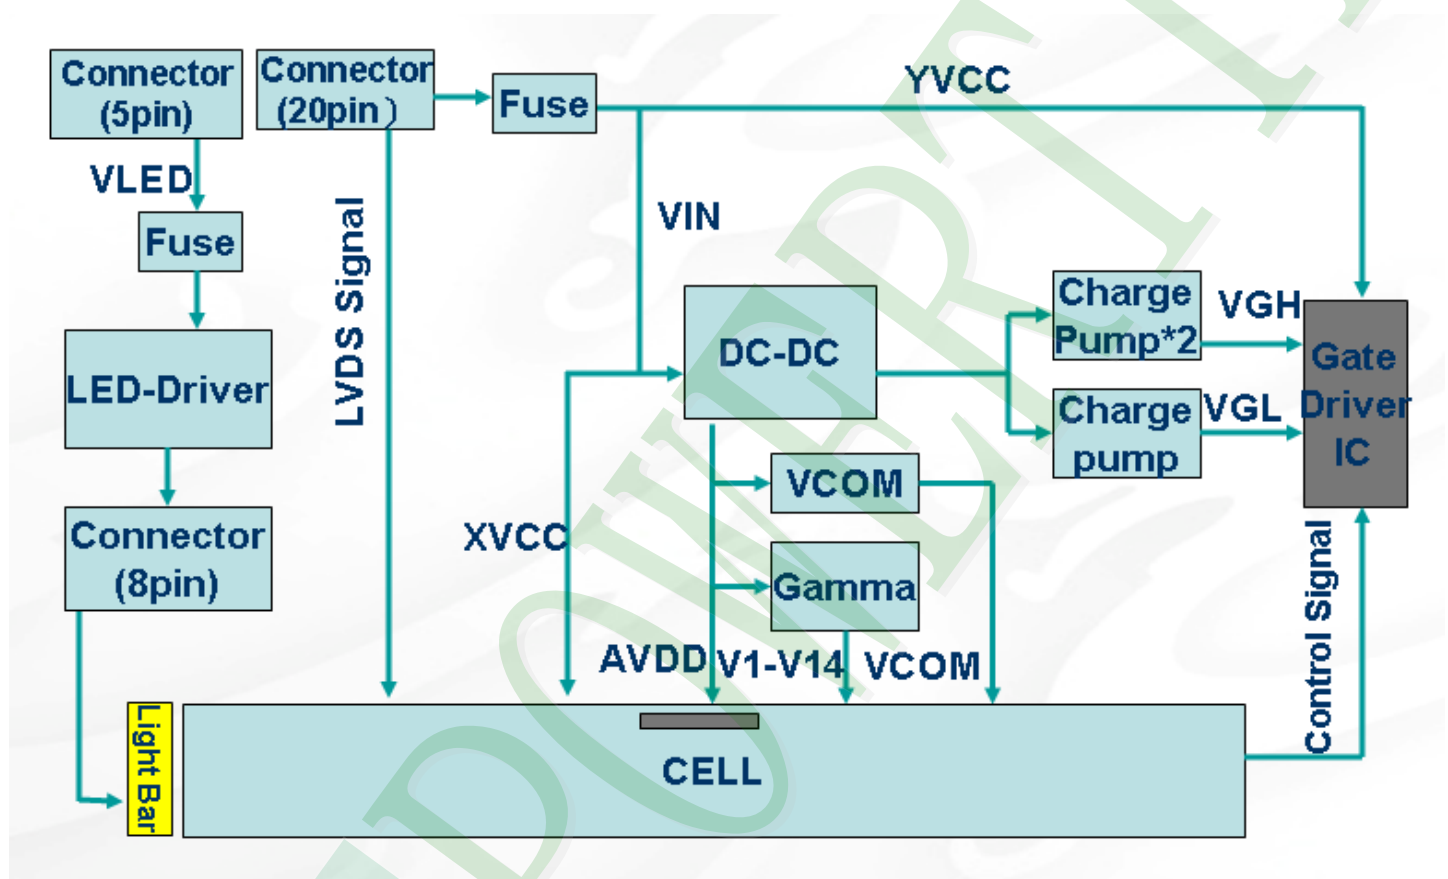 Connector
(5pin)
Connector
(20pin)
Fuse
YVCC
VLED
Fuse
LVDS Signal
VIN
LED-Driver
DC-DC
Charge
Pump*2
VGH
Charge
pump
VGL
Gate
Driver
IC
Connector
(8pin)
XVCC
VCOM
Gamma
AVDD
V1-V14
VCOM
Control Signal
Light Bar
CELL